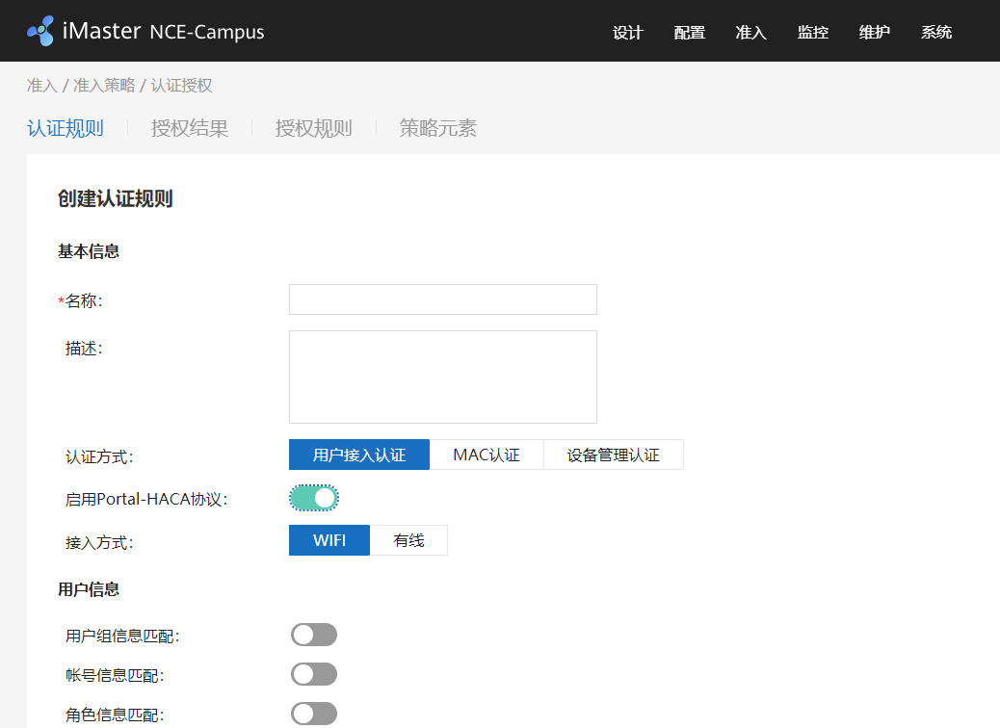 iMaster NCE-Campus 设计 配置 准入 监控 维护 系统
准入 / 准入策略 / 认证授权
认证规则 授权结果 授权规则 策略元素
创建认证规则
基本信息
*名称:
描述:
认证方式: 用户接入认证 MAC认证 设备管理认证
启用Portal-HACA协议:
接入方式: WIFI 有线
用户信息
用户组信息匹配:
帐号信息匹配:
角色信息匹配: